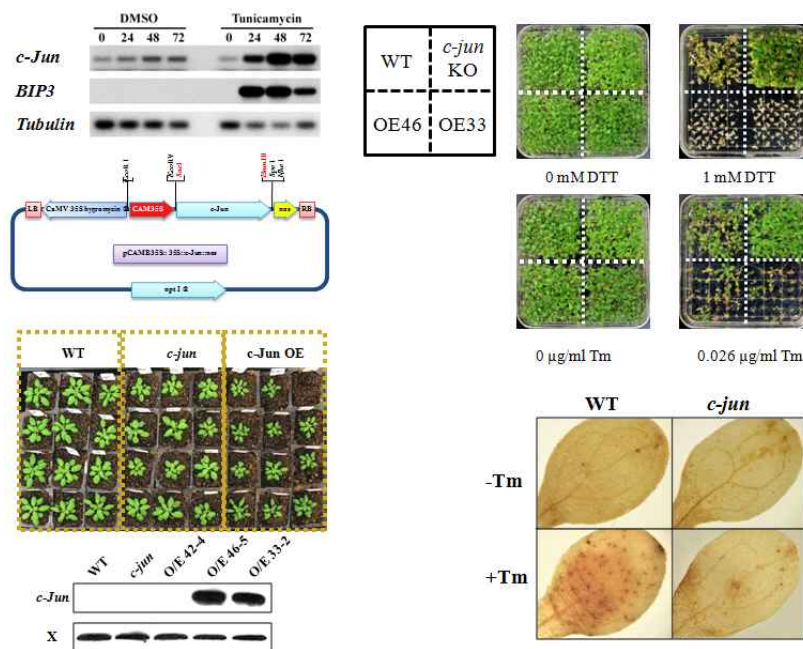 DMSO Tunicamycin
0 24 48 72 0 24 48 72
c-Jun
BIP3
Tubulin
WT c-jun KO
OE46 OE33
0 mM DTT 1 mM DTT
LB CaMV 35S hygromycin R CAM35S c-Jun nos RB
pCAMB35S:: 35S::c-Jun::nos
npt I R
0 µg/ml Tm 0.026 µg/ml Tm
WT c-jun c-Jun OE
WT c-jun O/E 42-4 O/E 46-5 O/E 33-2
c-Jun
X
WT c-jun
-Tm
+Tm